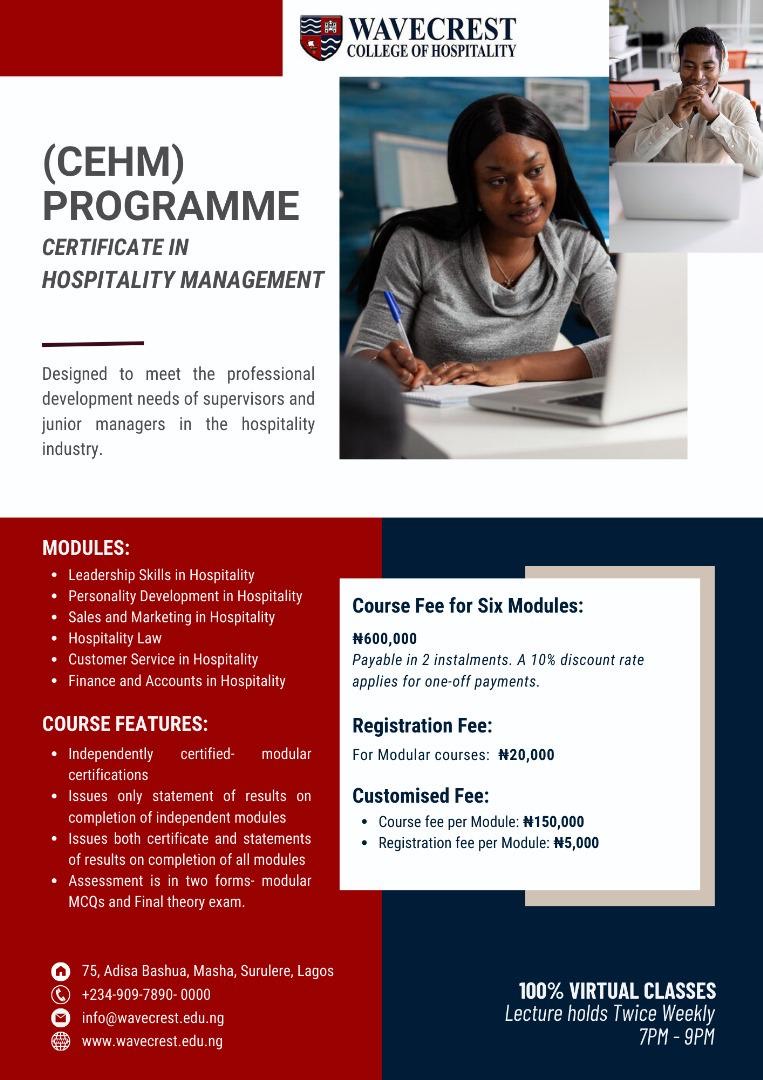 WAVECREST
COLLEGE OF HOSPITALITY
(CEHM)
PROGRAMME
CERTIFICATE IN
HOSPITALITY MANAGEMENT
Designed to meet the professional
development needs of supervisors and
junior managers in the hospitality
industry.
MODULES:
• Leadership Skills in Hospitality
• Personality Development in Hospitality
• Sales and Marketing in Hospitality
• Hospitality Law
• Customer Service in Hospitality
• Finance and Accounts in Hospitality
COURSE FEATURES:
• Independently certified- modular
certifications
• Issues only statement of results on
completion of independent modules
• Issues both certificate and statements
of results on completion of all modules
• Assessment is in two forms- modular
MCQs and Final theory exam.
75, Adisa Bashua, Masha, Surulere, Lagos
+234-909-7890- 0000
info@wavecrest.edu.ng
www.wavecrest.edu.ng
Course Fee for Six Modules:
₦600,000
Payable in 2 instalments. A 10% discount rate
applies for one-off payments.
Registration Fee:
For Modular courses: ₦20,000
Customised Fee:
• Course fee per Module: ₦150,000
• Registration fee per Module: ₦5,000
100% VIRTUAL CLASSES
Lecture holds Twice Weekly
7PM - 9PM